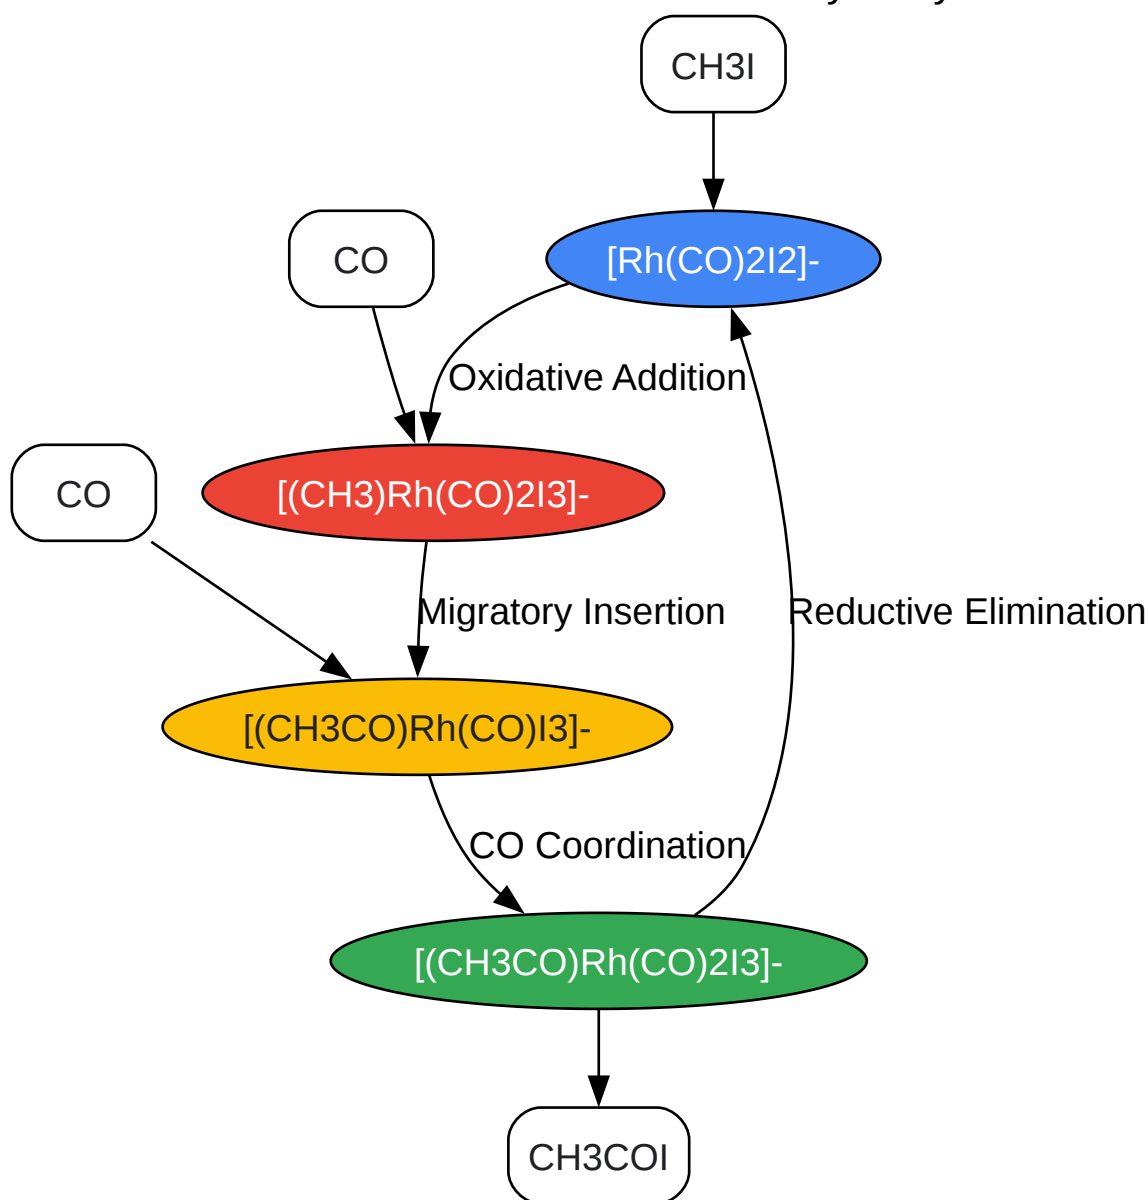 CH3I
CO
[Rh(CO)2I2]-
Oxidative Addition
CO
[(CH3)Rh(CO)2I3]-
Migratory Insertion
Reductive Elimination
[(CH3CO)Rh(CO)I3]-
CO Coordination
[(CH3CO)Rh(CO)2I3]-
CH3COI